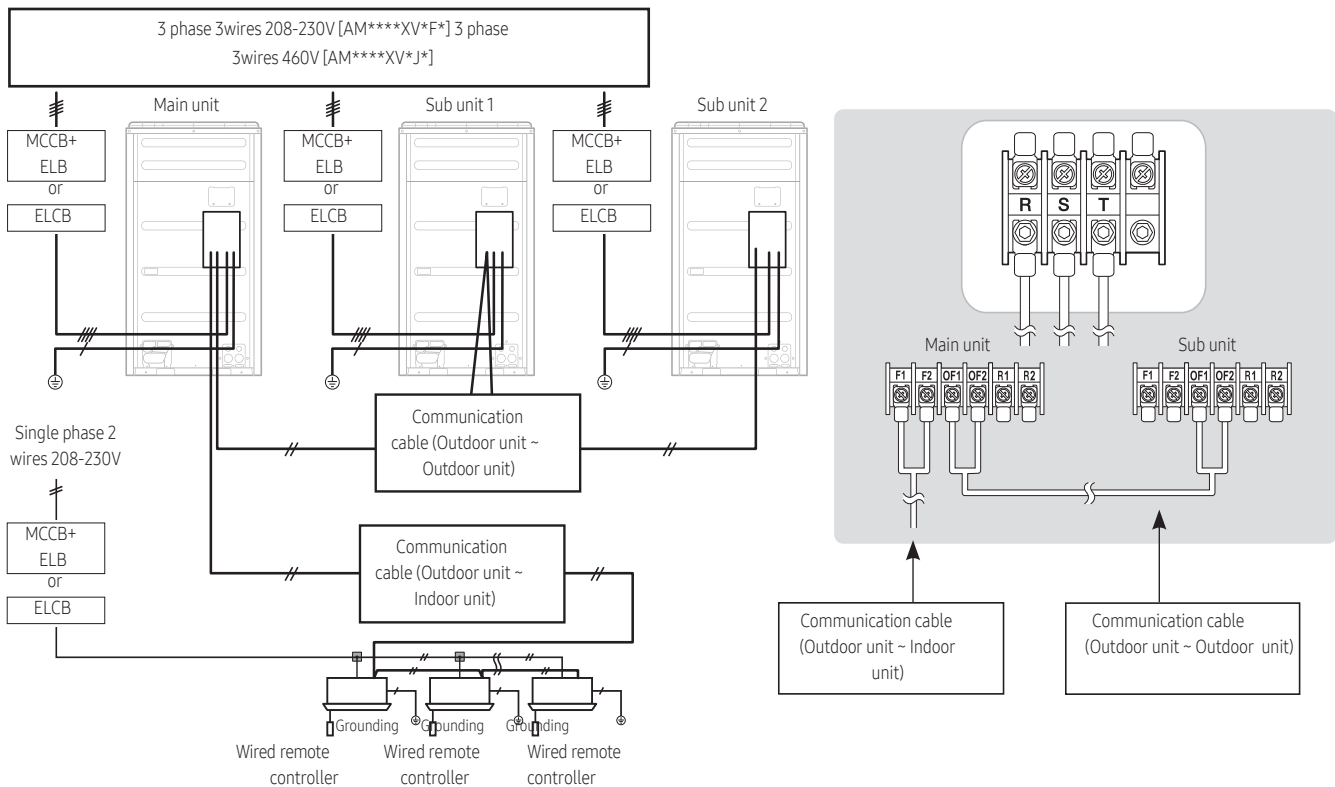 3 phase 3wires 208-230V [AM****XV*F*] 3 phase
3wires 460V [AM****XV*J*]
Main unit
Sub unit 1
Sub unit 2
MCCB+
ELB
or
ELCB
MCCB+
ELB
or
ELCB
MCCB+
ELB
or
ELCB
Communication
cable (Outdoor unit ~
Outdoor unit)
Single phase 2
wires 208-230V
MCCB+
ELB
or
ELCB
Communication
cable (Outdoor unit ~
Indoor unit)
Grounding
Grounding
Grounding
Wired remote
controller
Wired remote
controller
Wired remote
controller
R S T
Main unit
F1 F2 OF1 OF2 R1 R2
Sub unit
F1 F2 OF1 OF2 R1 R2
Communication cable
(Outdoor unit ~ Indoor
unit)
Communication cable
(Outdoor unit ~ Outdoor unit)